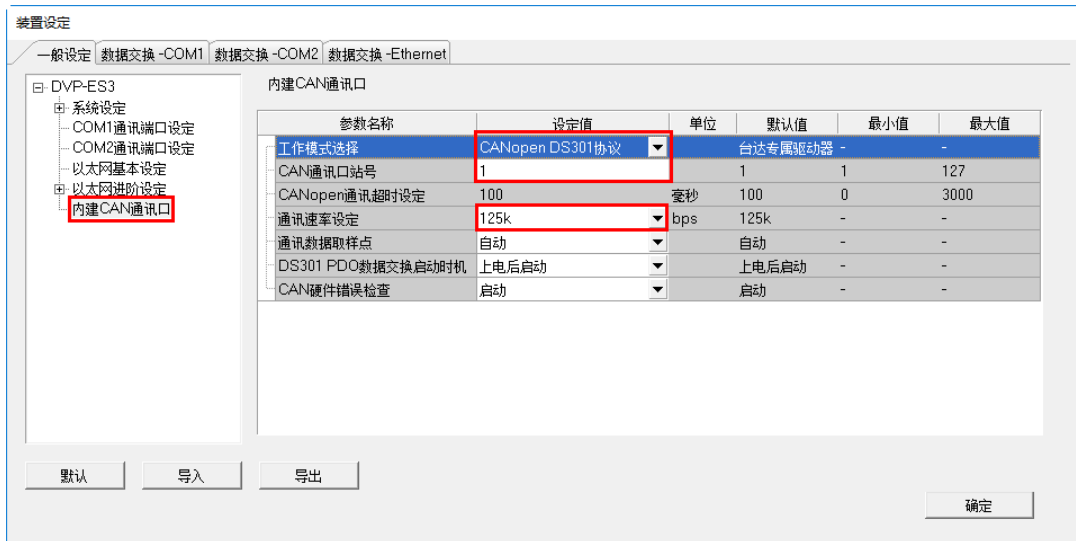 装置设定
一般设定 数据交换 -COM1 数据交换 -COM2 数据交换 -Ethernet
DVP-ES3
系统设定
COM1通讯端口设定
COM2通讯端口设定
以太网基本设定
以太网进阶设定
内建CAN通讯口
内建CAN通讯口
参数名称 设定值 单位 默认值 最小值 最大值
工作模式选择 CANopen DS301协议 台达专属驱动器 - -
CAN通讯口站号 1 1 1 127
CANopen通讯超时设定 100 毫秒 100 0 3000
通讯速率设定 125k bps 125k - -
通讯数据取样点 自动 自动 - -
DS301 PDO数据交换启动时机 上电后启动 上电后启动 - -
CAN硬件错误检查 启动 启动 - -
默认 导入 导出
确定